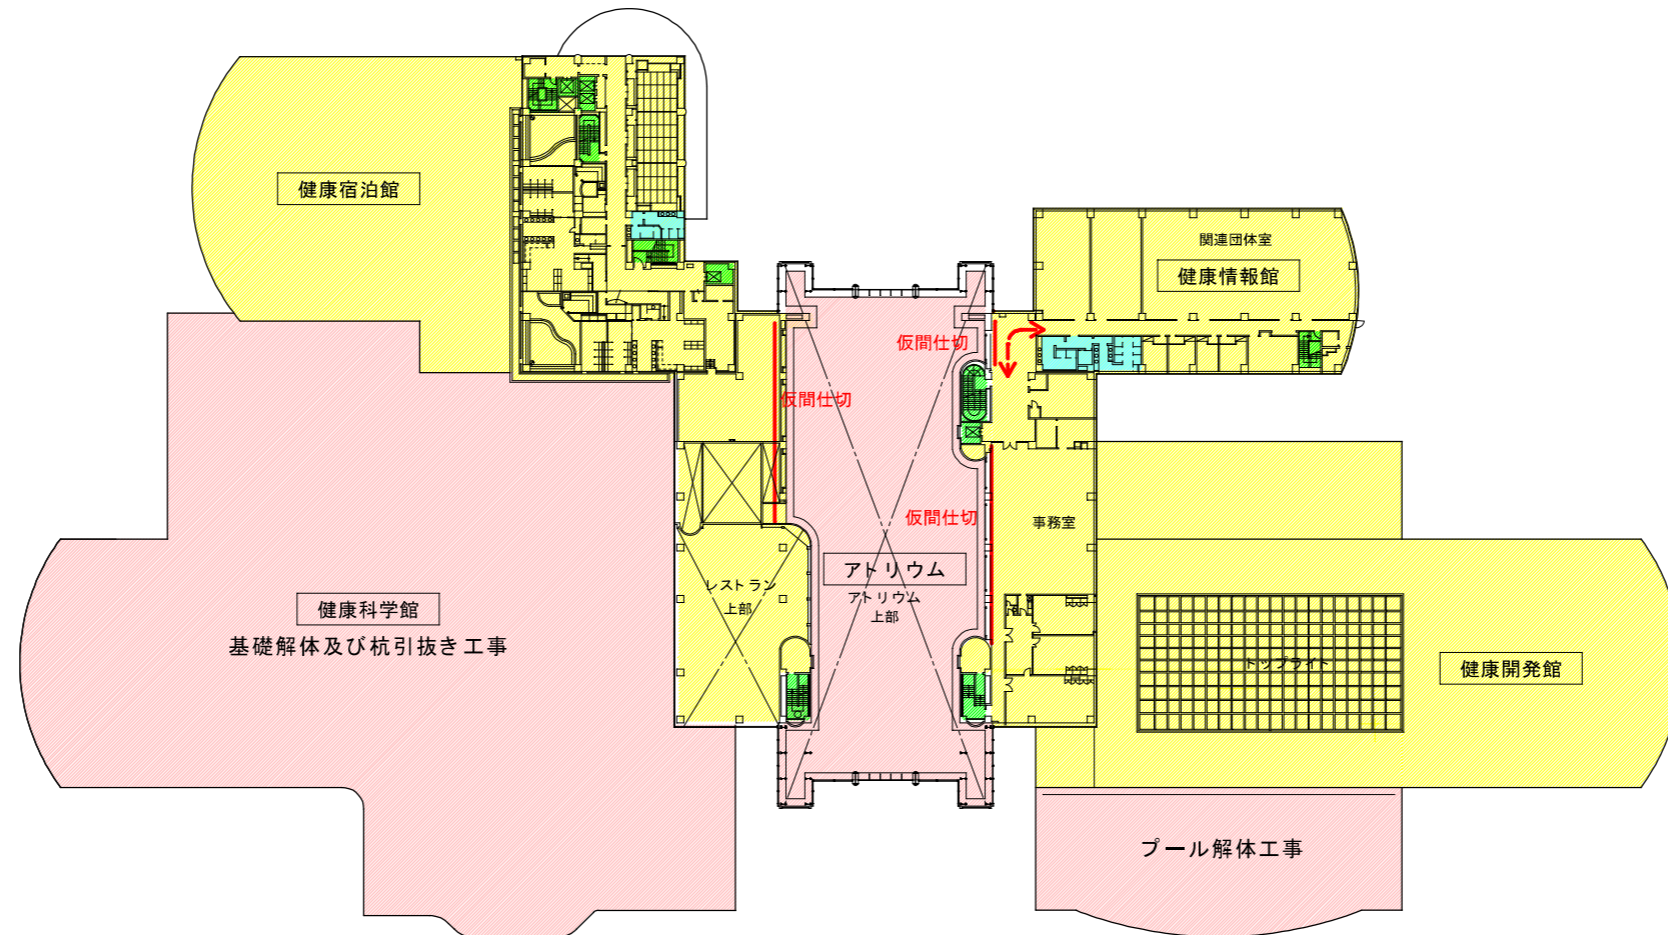 健康宿泊館
関連団体室
健康情報館
仮間仕切
仮間仕切
仮間仕切
事務室
アトリウム
アトリウム
上部
レストラン
上部
健康科学館
基礎解体及び杭引抜き工事
トップライト
健康開発館
プール解体工事